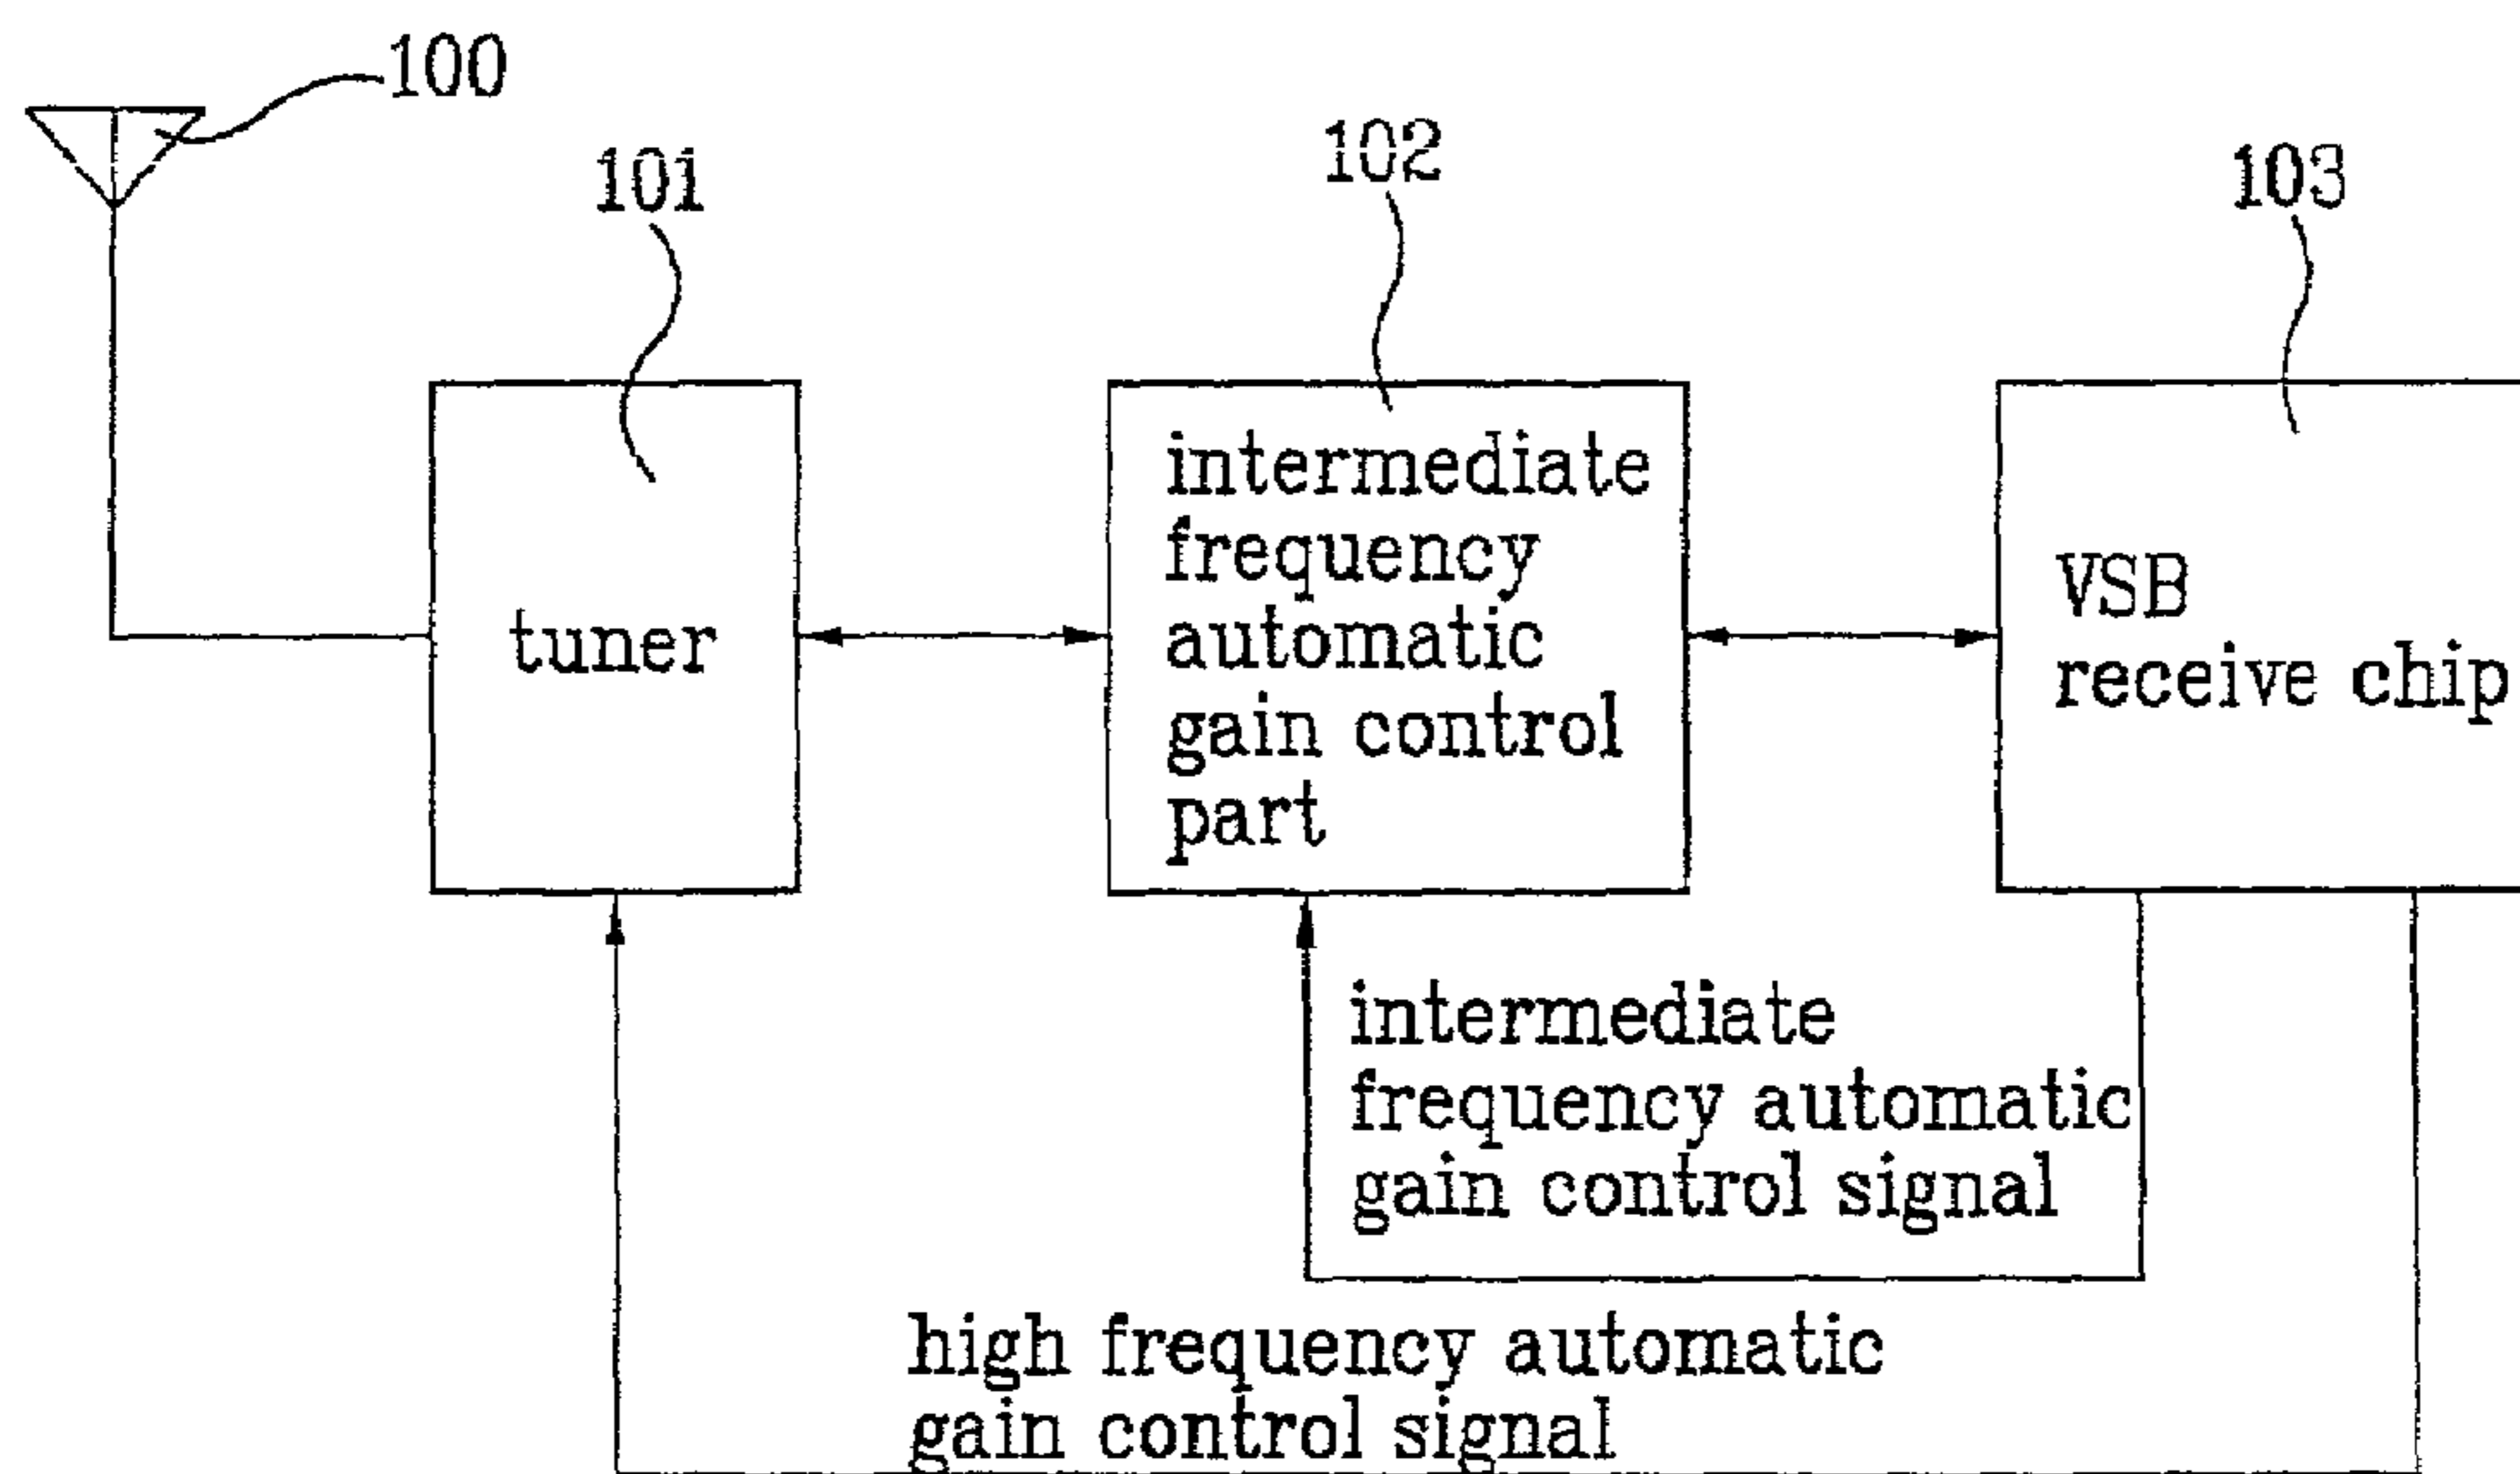 100
101
102
103
tuner
intermediate
frequency
automatic
gain control
part
VSB
receive chip
intermediate
frequency automatic
gain control signal
high frequency automatic
gain control signal